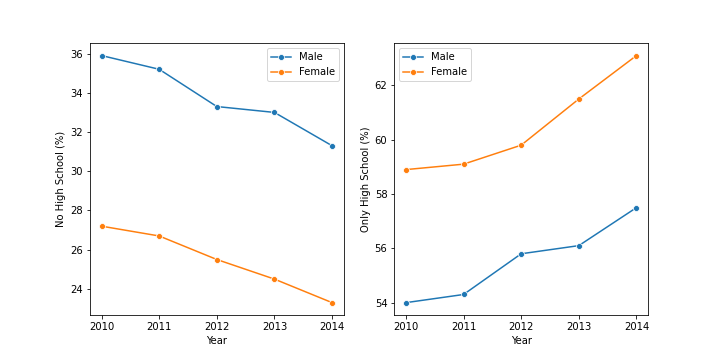 Male
Female
36
34
32
30
28
26
24
No High School (%)
2010 2011 2012 2013 2014
Year
Male
Female
62
60
58
56
54
Only High School (%)
2010 2011 2012 2013 2014
Year